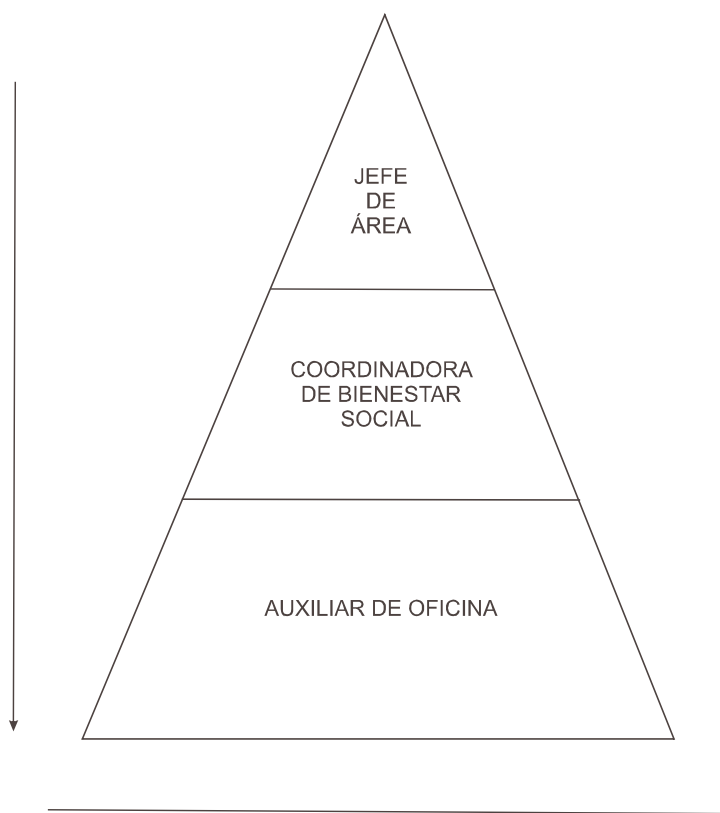 JEFE
DE
ÁREA
COORDINADORA
DE BIENESTAR
SOCIAL
AUXILIAR DE OFICINA